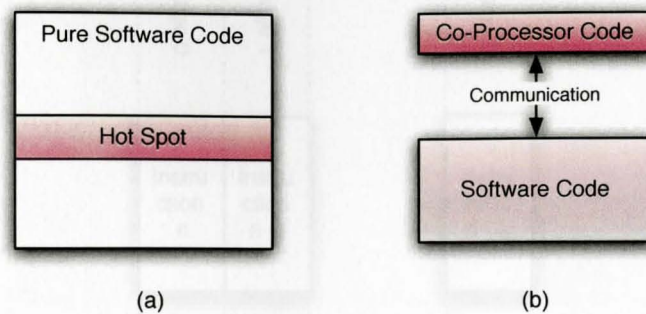 Pure Software Code
Hot Spot
(a)
Co-Processor Code
Communication
Software Code
(b)